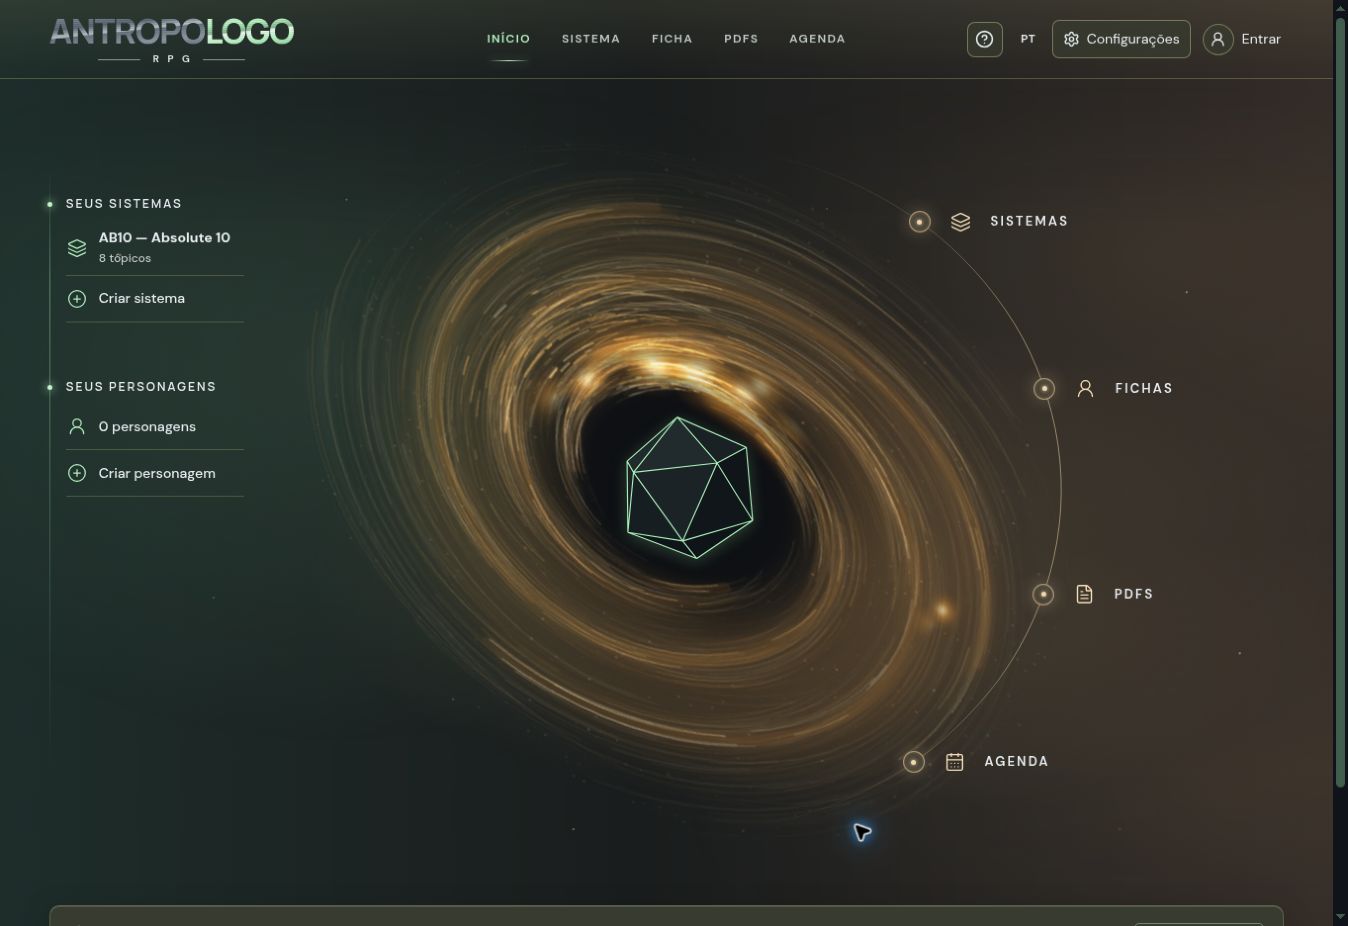 ANTROPOLOGO
RPG
INÍCIO
SISTEMA
FICHA
PDFS
AGENDA
PT
Configurações
Entrar
SEUS SISTEMAS
AB10 — Absolute 10
8 tópicos
Criar sistema
SEUS PERSONAGENS
0 personagens
Criar personagem
SISTEMAS
FICHAS
PDFS
AGENDA